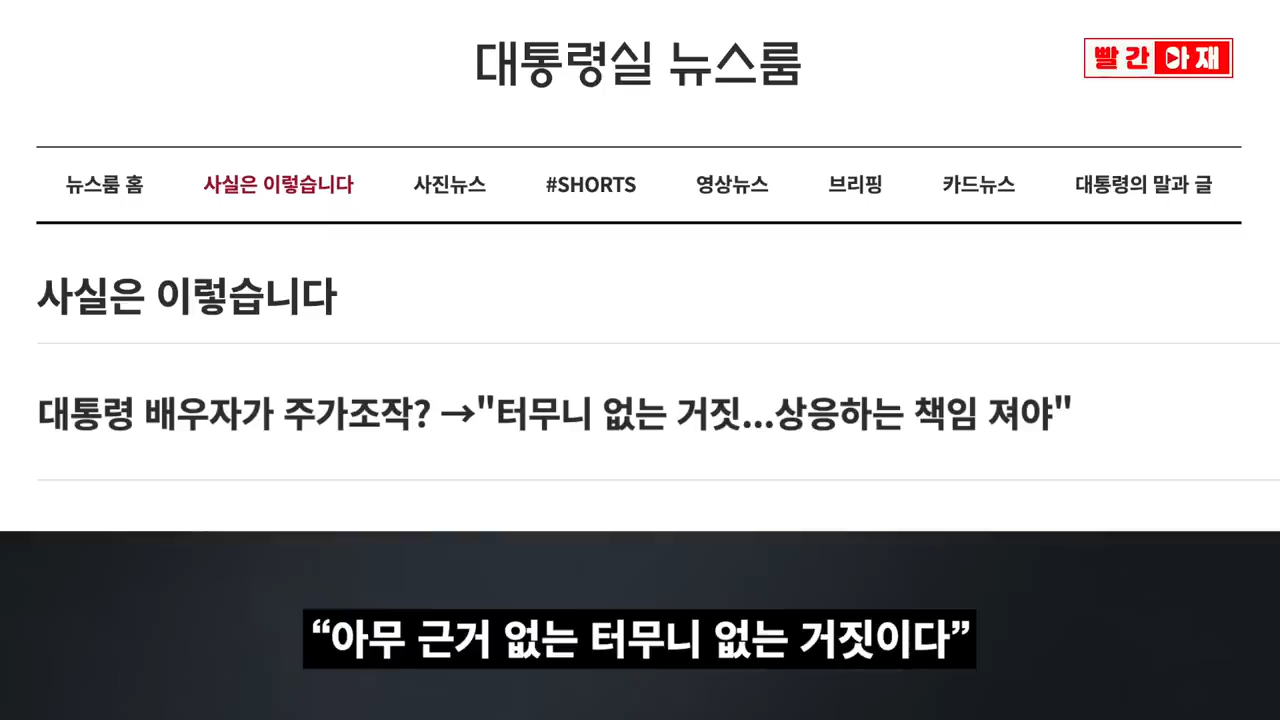 대통령실 뉴스룸
빨간아재
뉴스룸 홈 사실은 이렇습니다 사진뉴스 #SHORTS 영상뉴스 브리핑 카드뉴스 대통령의 말과 글
사실은 이렇습니다
대통령 배우자가 주가조작? →"터무니 없는 거짓...상응하는 책임 져야"
“아무 근거 없는 터무니 없는 거짓이다”